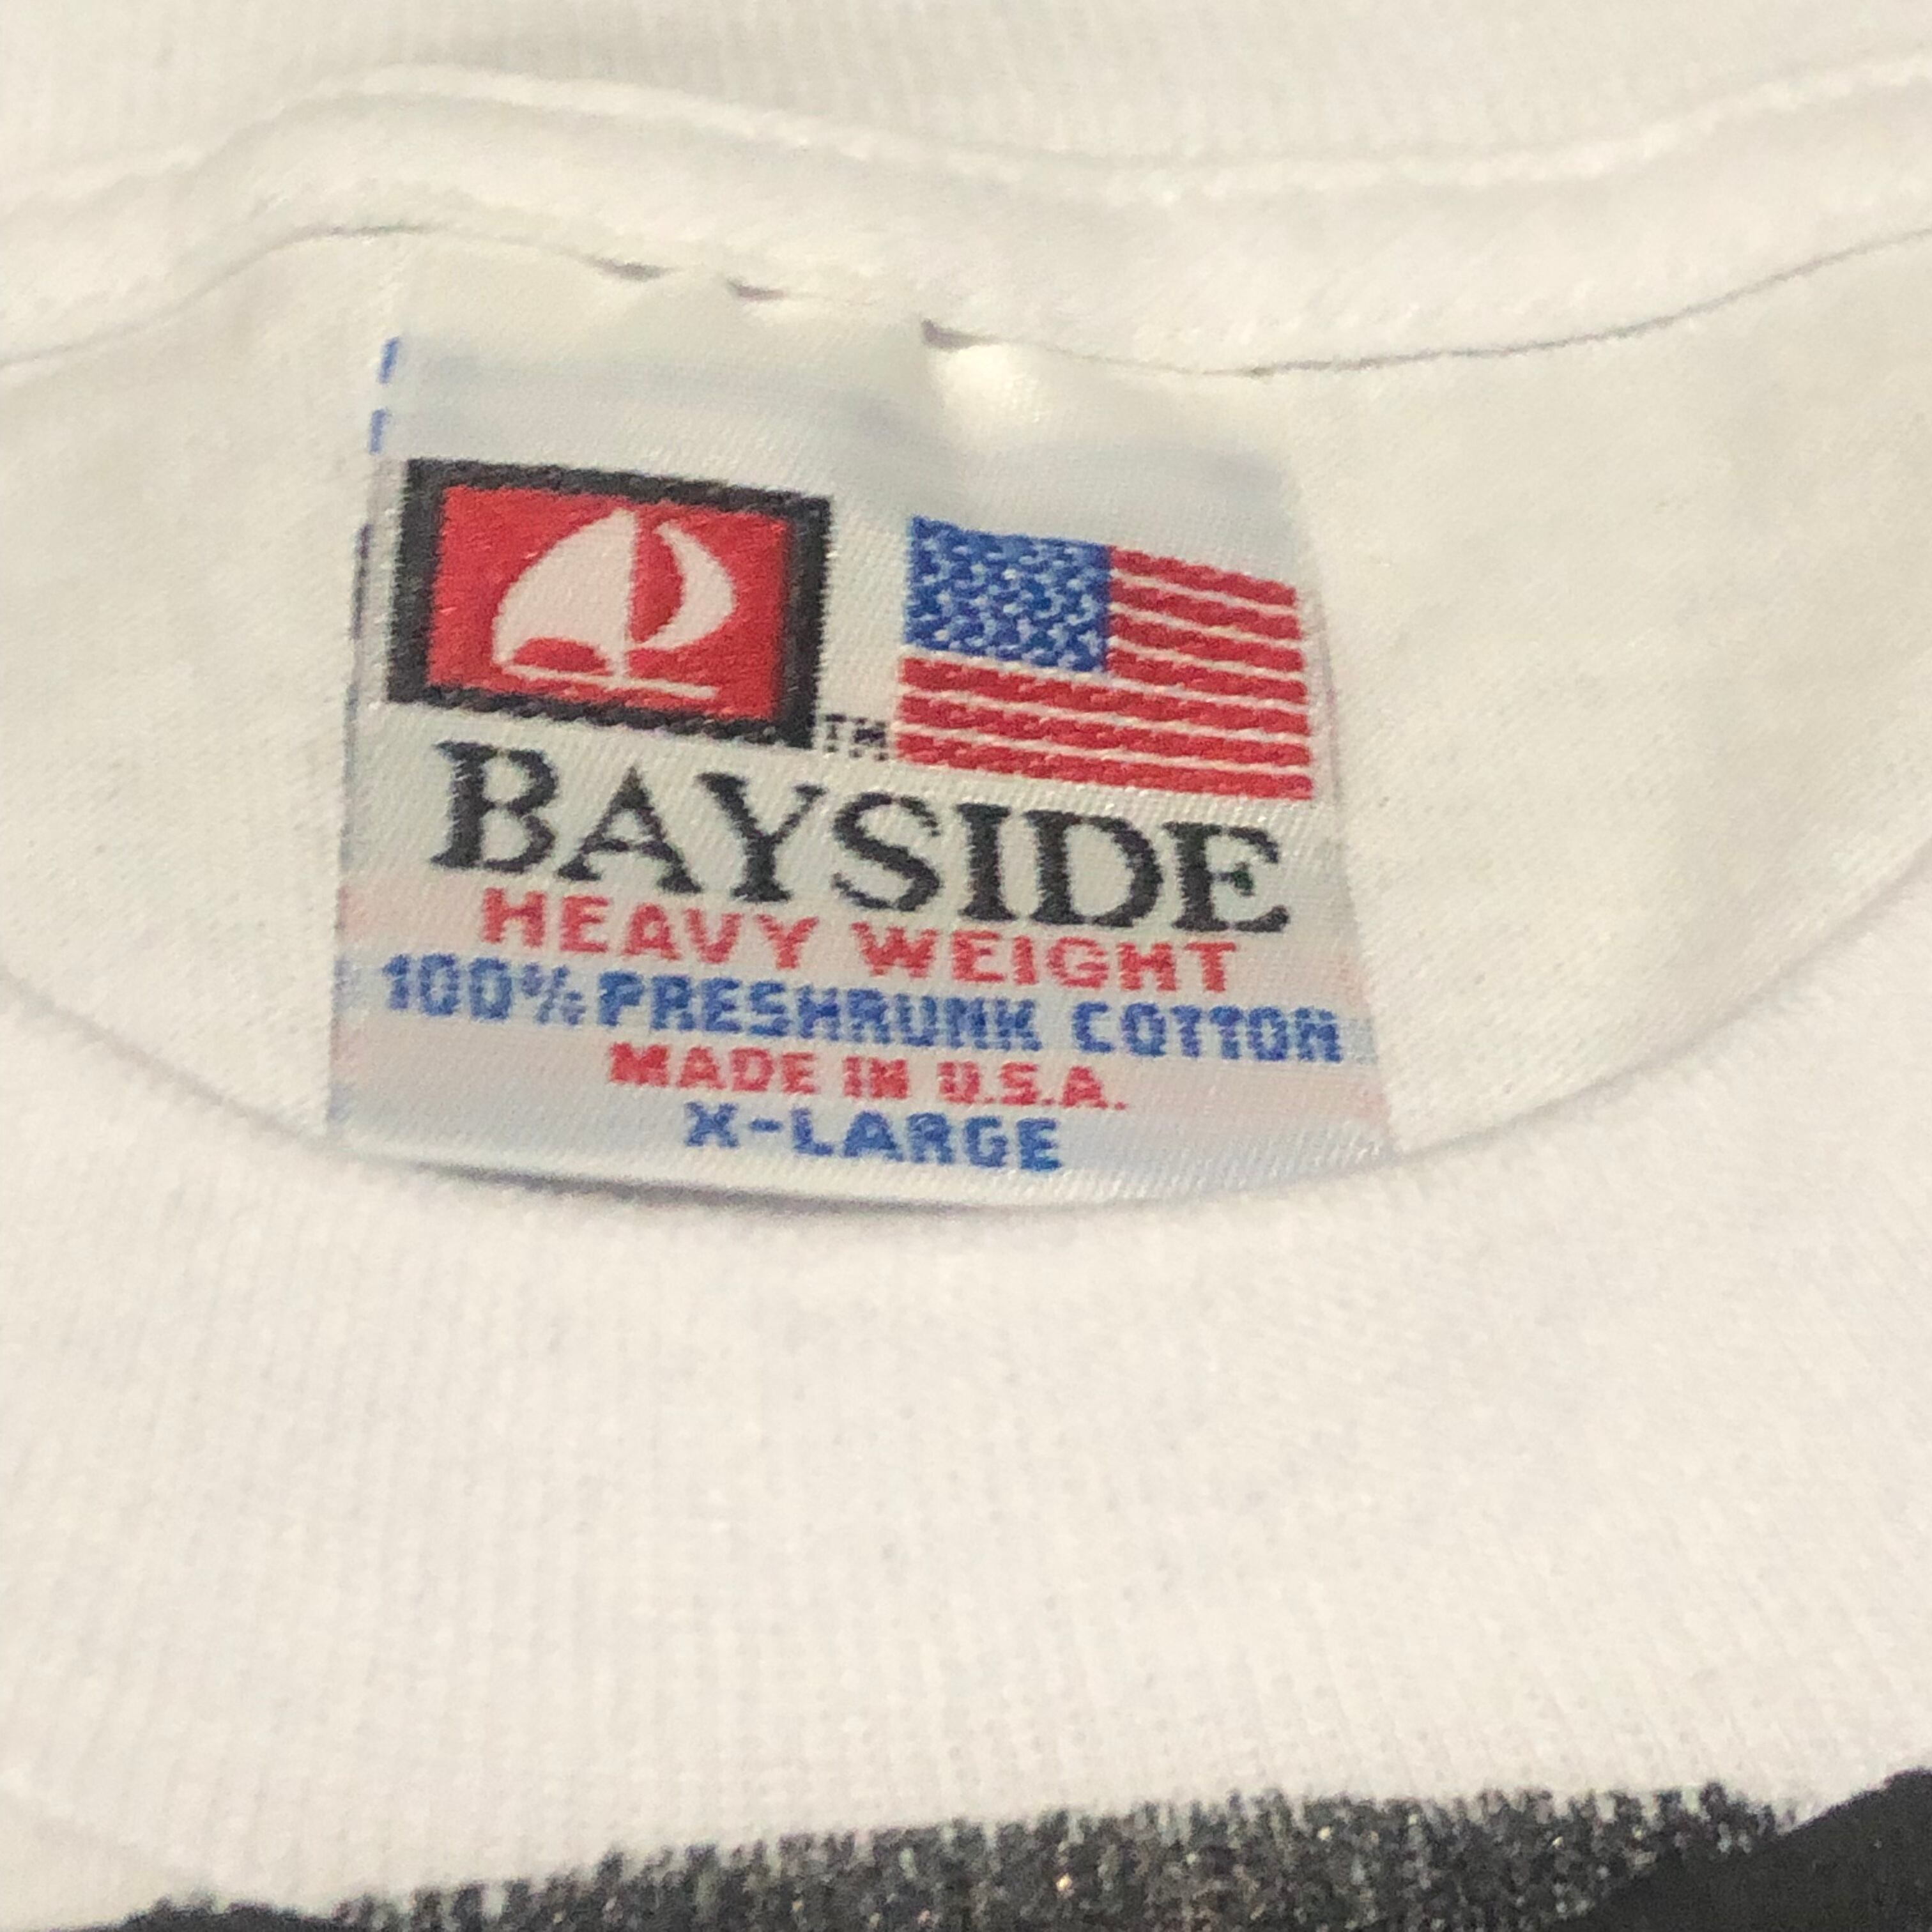 TM
BAYSIDE
HEAVY WEIGHT
100% PRESHRUNK COTTON
MADE IN U.S.A.
X-LARGE